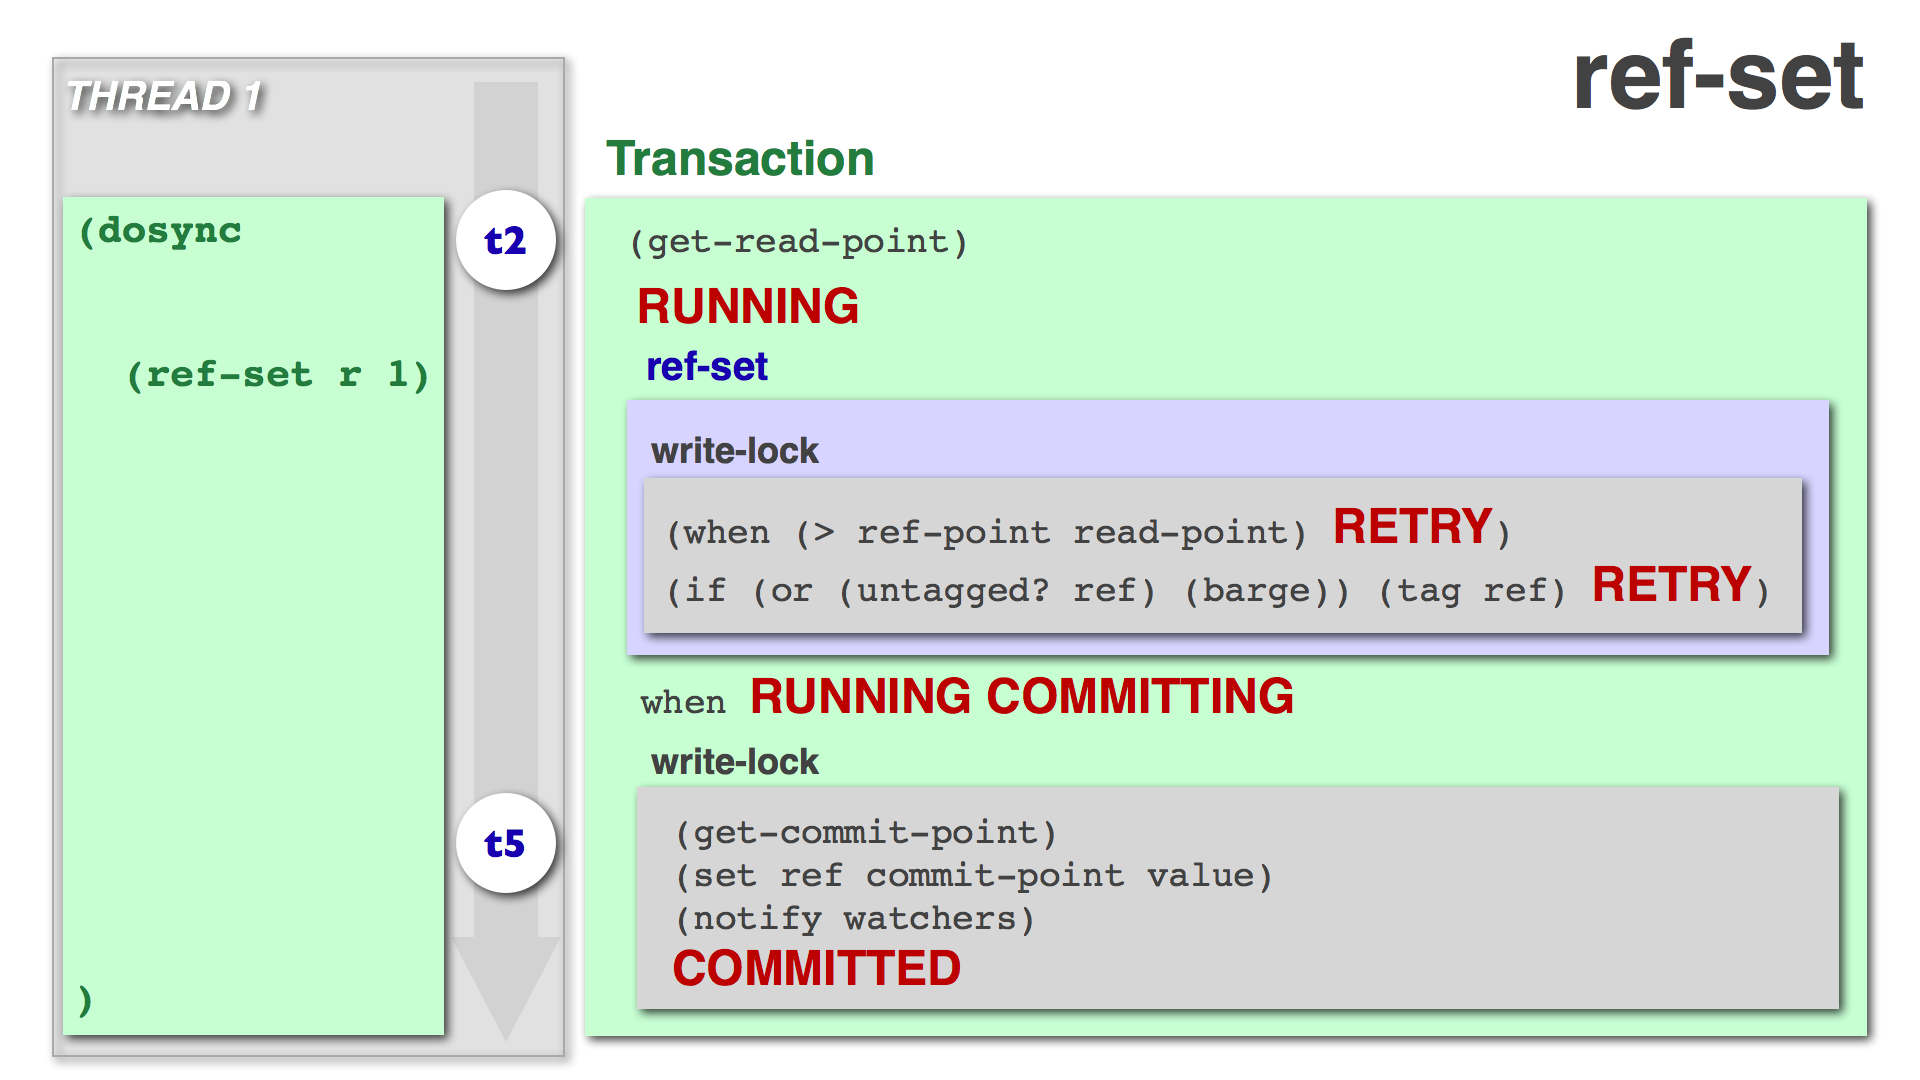 ref-set
THREAD 1
(dosync
(ref-set r 1)
)
t2
t5
Transaction
(get-read-point)
RUNNING
ref-set
write-lock
(when (> ref-point read-point) RETRY)
(if (or (untagged? ref) (barge)) (tag ref) RETRY)
when RUNNING COMMITTING
write-lock
(get-commit-point)
(set ref commit-point value)
(notify watchers)
COMMITTED